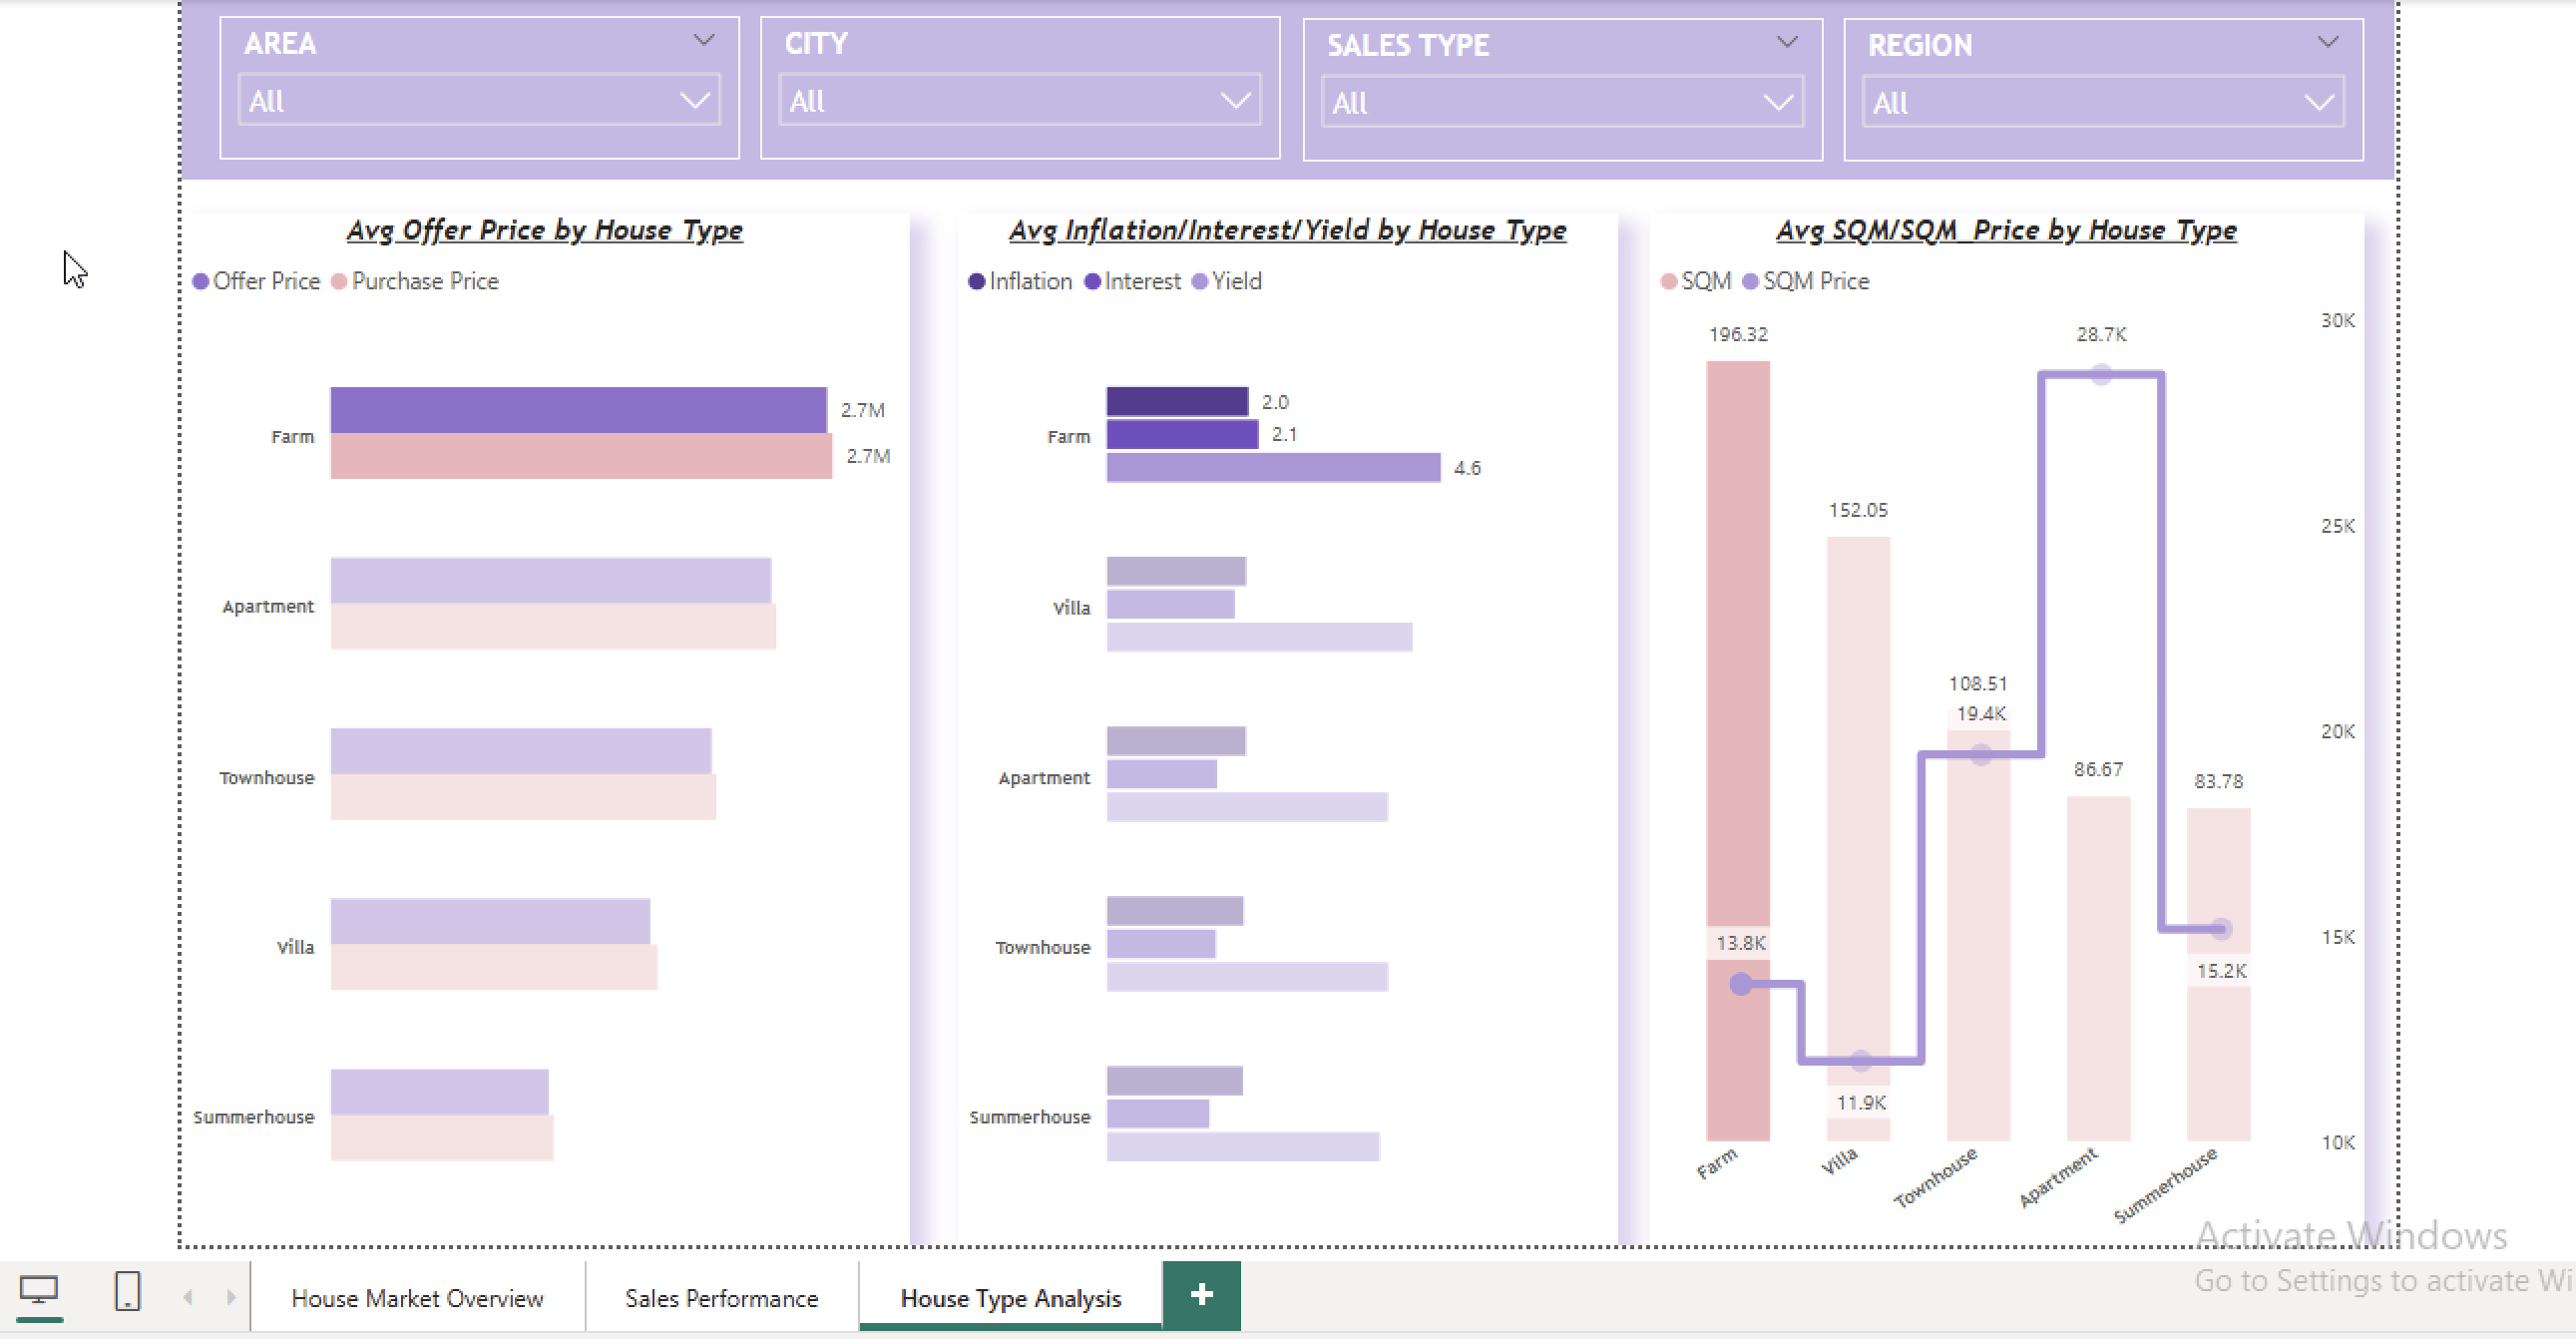 AREA
All
CITY
All
SALES TYPE
All
REGION
All
Avg Offer Price by House Type
Offer Price Purchase Price
Farm
2.7M
2.7M
Apartment
Townhouse
Villa
Summerhouse
Avg Inflation/Interest/Yield by House Type
Inflation Interest Yield
Farm
2.0
2.1
4.6
Villa
Apartment
Townhouse
Summerhouse
Avg SQM/SQM_Price by House Type
SQM SQM Price
30K
25K
20K
15K
10K
196.32
152.05
108.51
86.67
83.78
13.8K
11.9K
19.4K
28.7K
15.2K
Farm
Villa
Townhouse
Apartment
Summerhouse
Activate Windows
Go to Settings to activate Wi
House Market Overview
Sales Performance
House Type Analysis
+